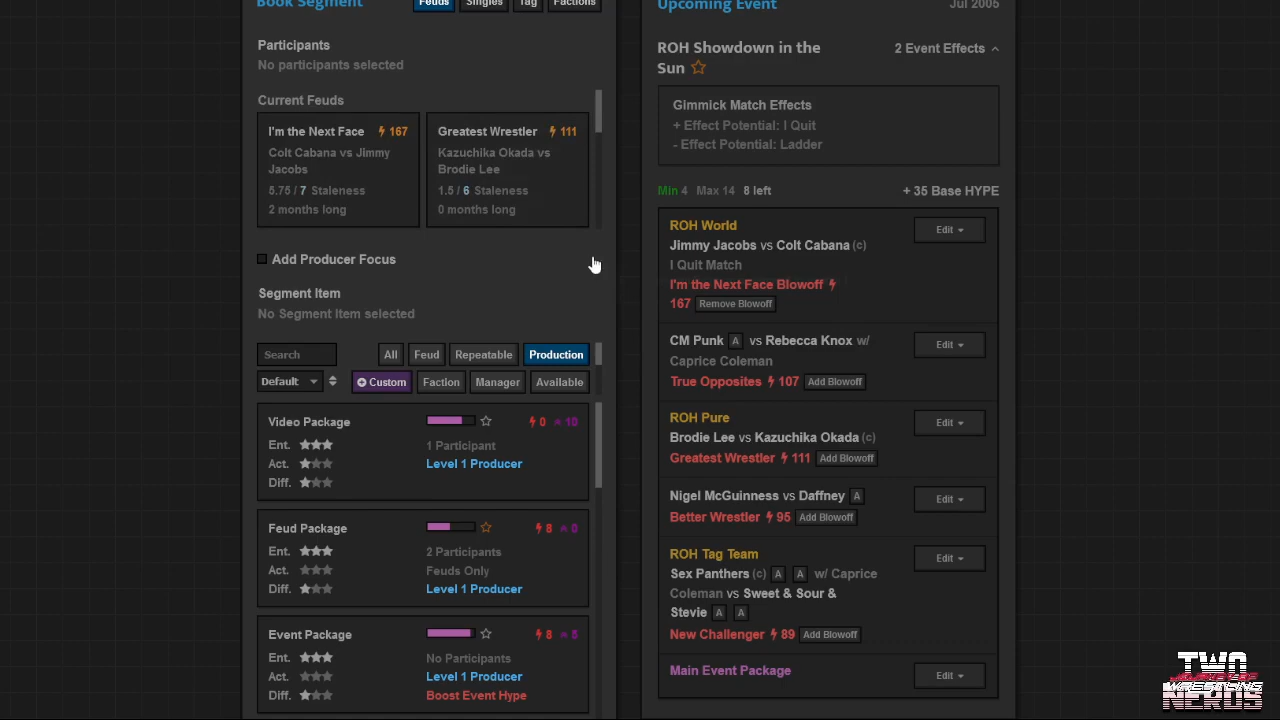 Book Segment
Feuds
Singles
Tag
Factions
Participants
No participants selected
Current Feuds
I'm the Next Face 167
Colt Cabana vs Jimmy
Jacobs
5.75 / 7 Staleness
2 months long
Greatest Wrestler 111
Kazuchika Okada vs
Brodie Lee
1.5 / 6 Staleness
0 months long
Add Producer Focus
Segment Item
No Segment Item selected
Search
All
Feud
Repeatable
Production
Default
Custom
Faction
Manager
Available
Video Package 0 10
Ent. 1 Participant
Act. Level 1 Producer
Diff.
Feud Package 8 0
Ent. 2 Participants
Act. Feuds Only
Diff. Level 1 Producer
Event Package 8 5
Ent. No Participants
Act. Level 1 Producer
Diff. Boost Event Hype
Upcoming Event
Jul 2005
ROH Showdown in the
Sun
2 Event Effects
Gimmick Match Effects
+ Effect Potential: I Quit
- Effect Potential: Ladder
Min 4 Max 14 8 left
+ 35 Base HYPE
ROH World
Edit
Jimmy Jacobs vs Colt Cabana (c)
I Quit Match
I'm the Next Face Blowoff
167 Remove Blowoff
CM Punk A vs Rebecca Knox w/
Edit
Caprice Coleman
True Opposites 107 Add Blowoff
ROH Pure
Edit
Brodie Lee vs Kazuchika Okada (c)
Greatest Wrestler 111 Add Blowoff
Nigel McGuinness vs Daffney A
Edit
Better Wrestler 95 Add Blowoff
ROH Tag Team
Edit
Sex Panthers (c) A A w/ Caprice
Coleman vs Sweet & Sour &
Stevie A A
New Challenger 89 Add Blowoff
Main Event Package
Edit
TWO
WRESTLING
NERDS